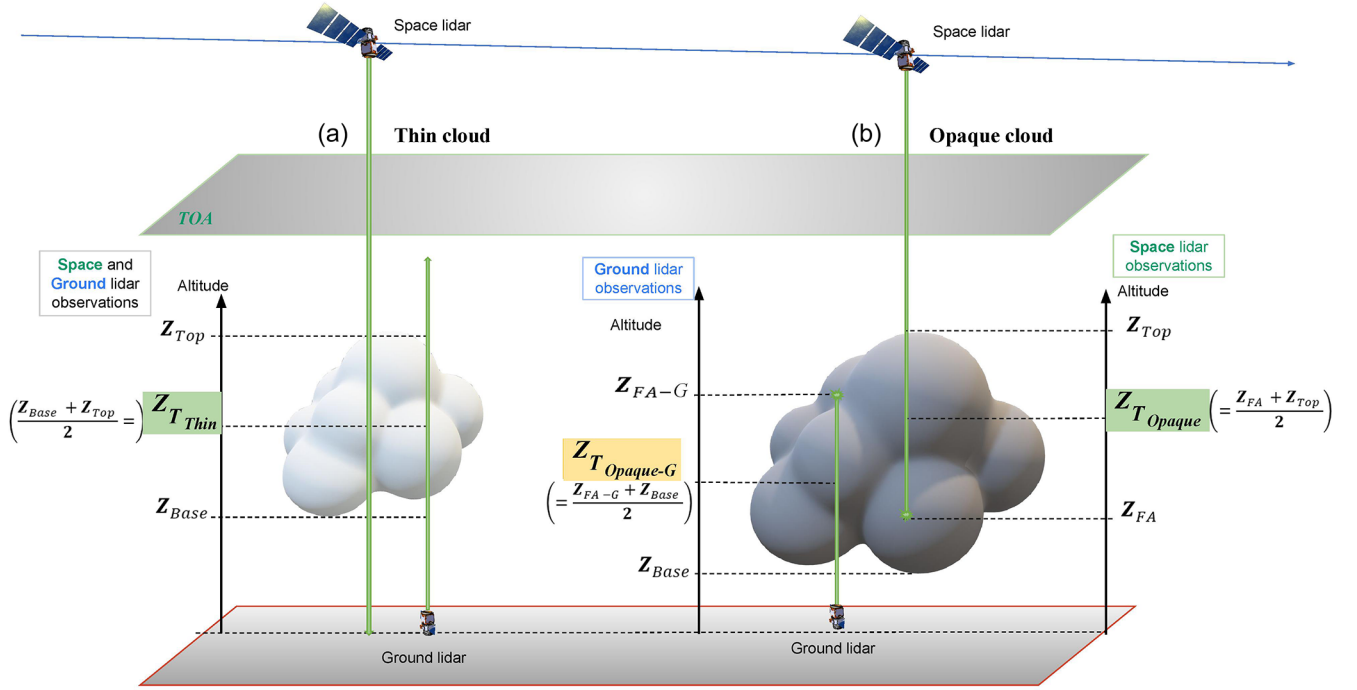 Space lidar
Space lidar
(a) Thin cloud
(b) Opaque cloud
TOA
Space and
Ground lidar
observations
Altitude
Z_Top
(Z_Base + Z_Top / 2 =) Z_T_Thin
Z_Base
Ground lidar
Ground lidar
observations
Altitude
Z_FA−G
Z_T_Opaque-G
(= Z_FA−G + Z_Base / 2)
Z_Base
Ground lidar
Space lidar
observations
Altitude
Z_Top
Z_T_Opaque (= Z_FA + Z_Top / 2)
Z_FA